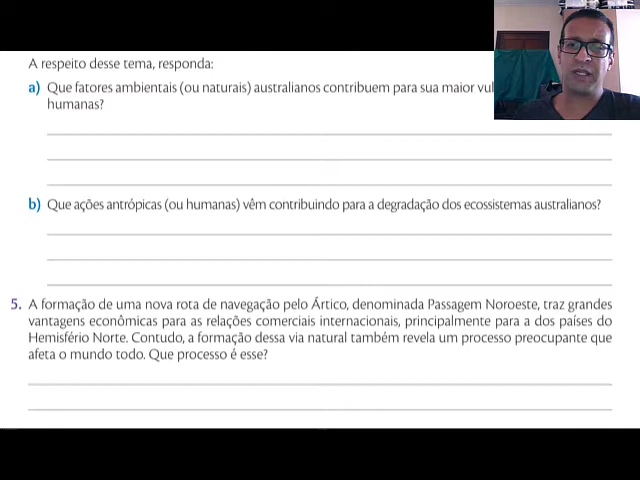 A respeito desse tema, responda:
a) Que fatores ambientais (ou naturais) australianos contribuem para sua maior vul
humanas?
b) Que ações antrópicas (ou humanas) vêm contribuindo para a degradação dos ecossistemas australianos?
5. A formação de uma nova rota de navegação pelo Ártico, denominada Passagem Noroeste, traz grandes
vantagens econômicas para as relações comerciais internacionais, principalmente para a dos países do
Hemisfério Norte. Contudo, a formação dessa via natural também revela um processo preocupante que
afeta o mundo todo. Que processo é esse?